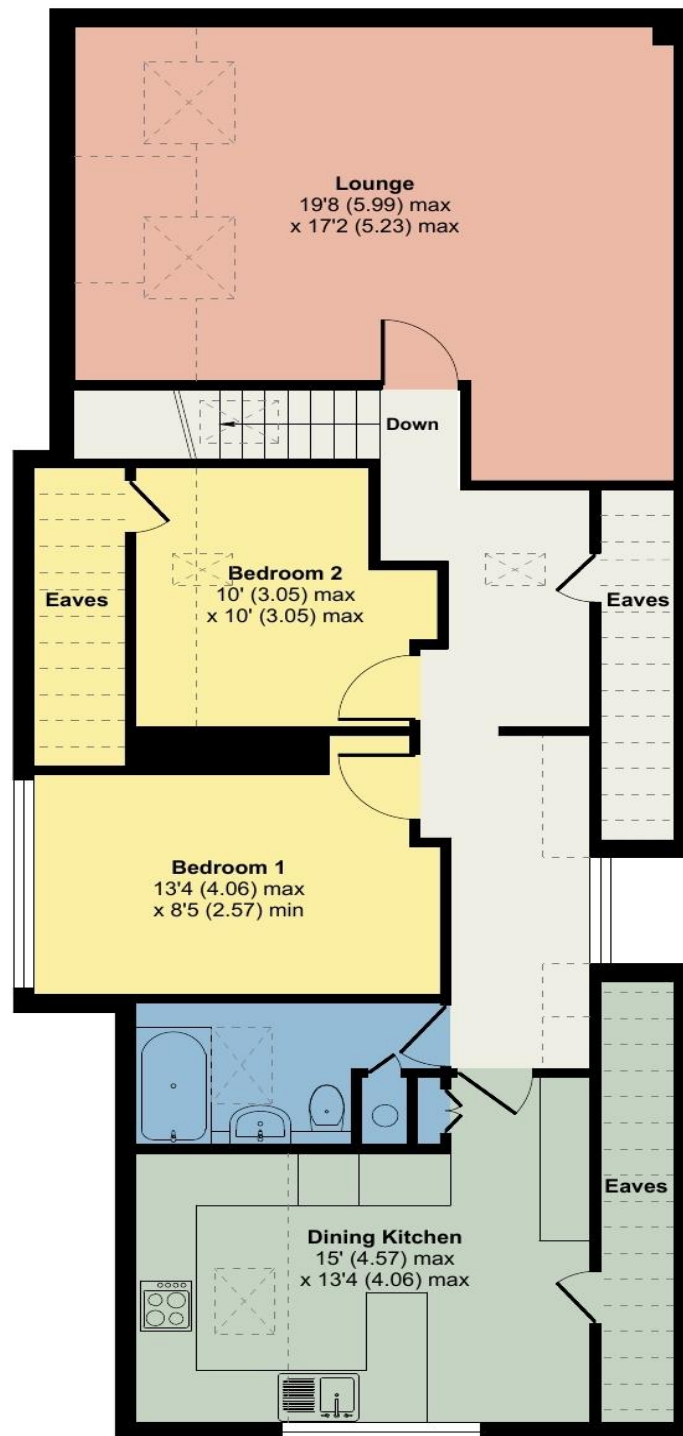 Lounge
19'8 (5.99) max
x 17'2 (5.23) max
Down
Bedroom 2
10' (3.05) max
x 10' (3.05) max
Eaves
Eaves
Bedroom 1
13'4 (4.06) max
x 8'5 (2.57) min
Eaves
Dining Kitchen
15' (4.57) max
x 13'4 (4.06) max